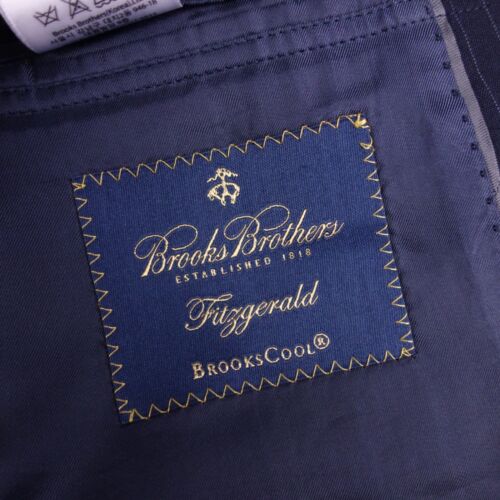 Brooks Brothers
ESTABLISHED 1818
Fitzgerald
BROOKSCOOL®